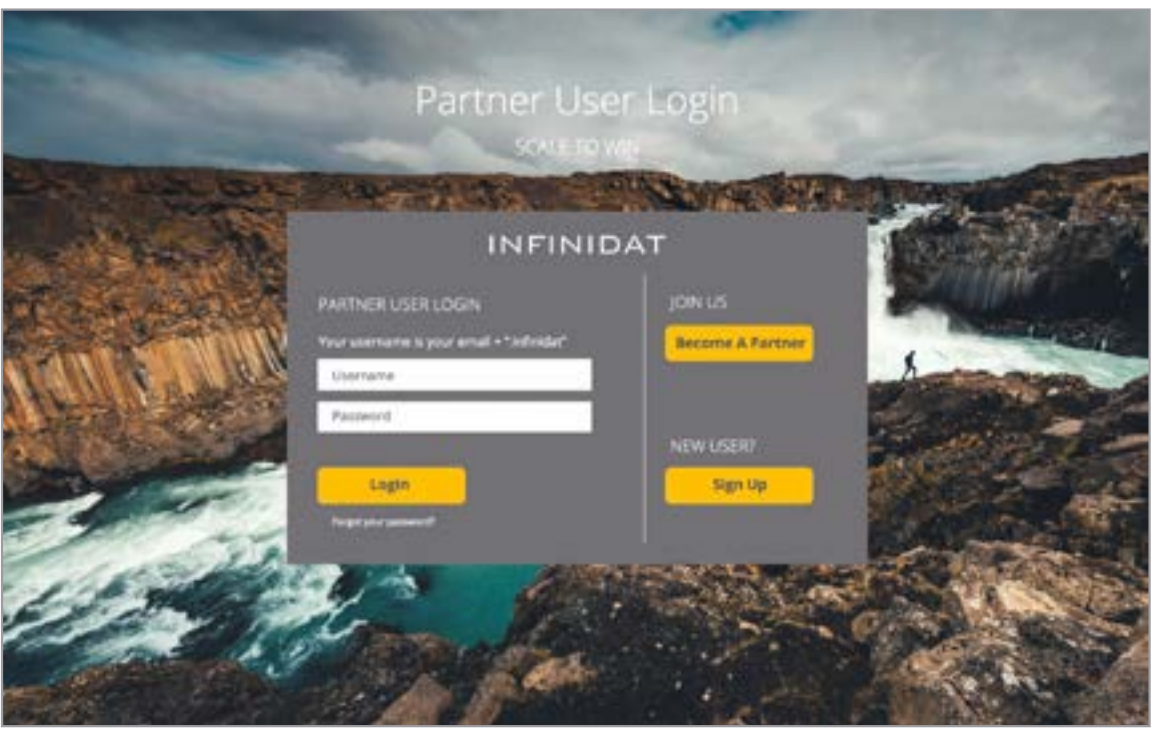 Partner User Login
SCALE TO WIN
INFINIDAT
PARTNER USER LOGIN
Your username is your email + ".infinidat"
Username
Password
Login
Forgot your password?
JOIN US
Become A Partner
NEW USER?
Sign Up